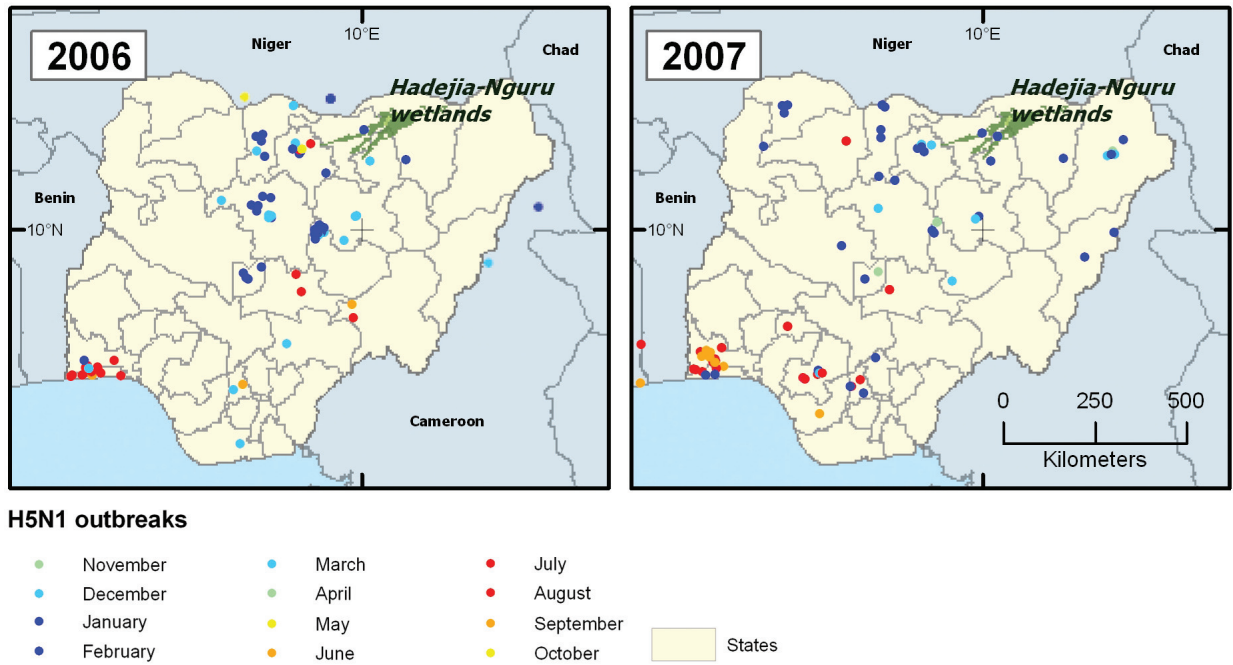 2006
Niger
10°E
Chad
Hadejia-Nguru
wetlands
Benin
10°N
Cameroon
2007
Niger
10°E
Chad
Hadejia-Nguru
wetlands
Benin
10°N
0 250 500
Kilometers
H5N1 outbreaks
November
December
January
February
March
April
May
June
July
August
September
October
States